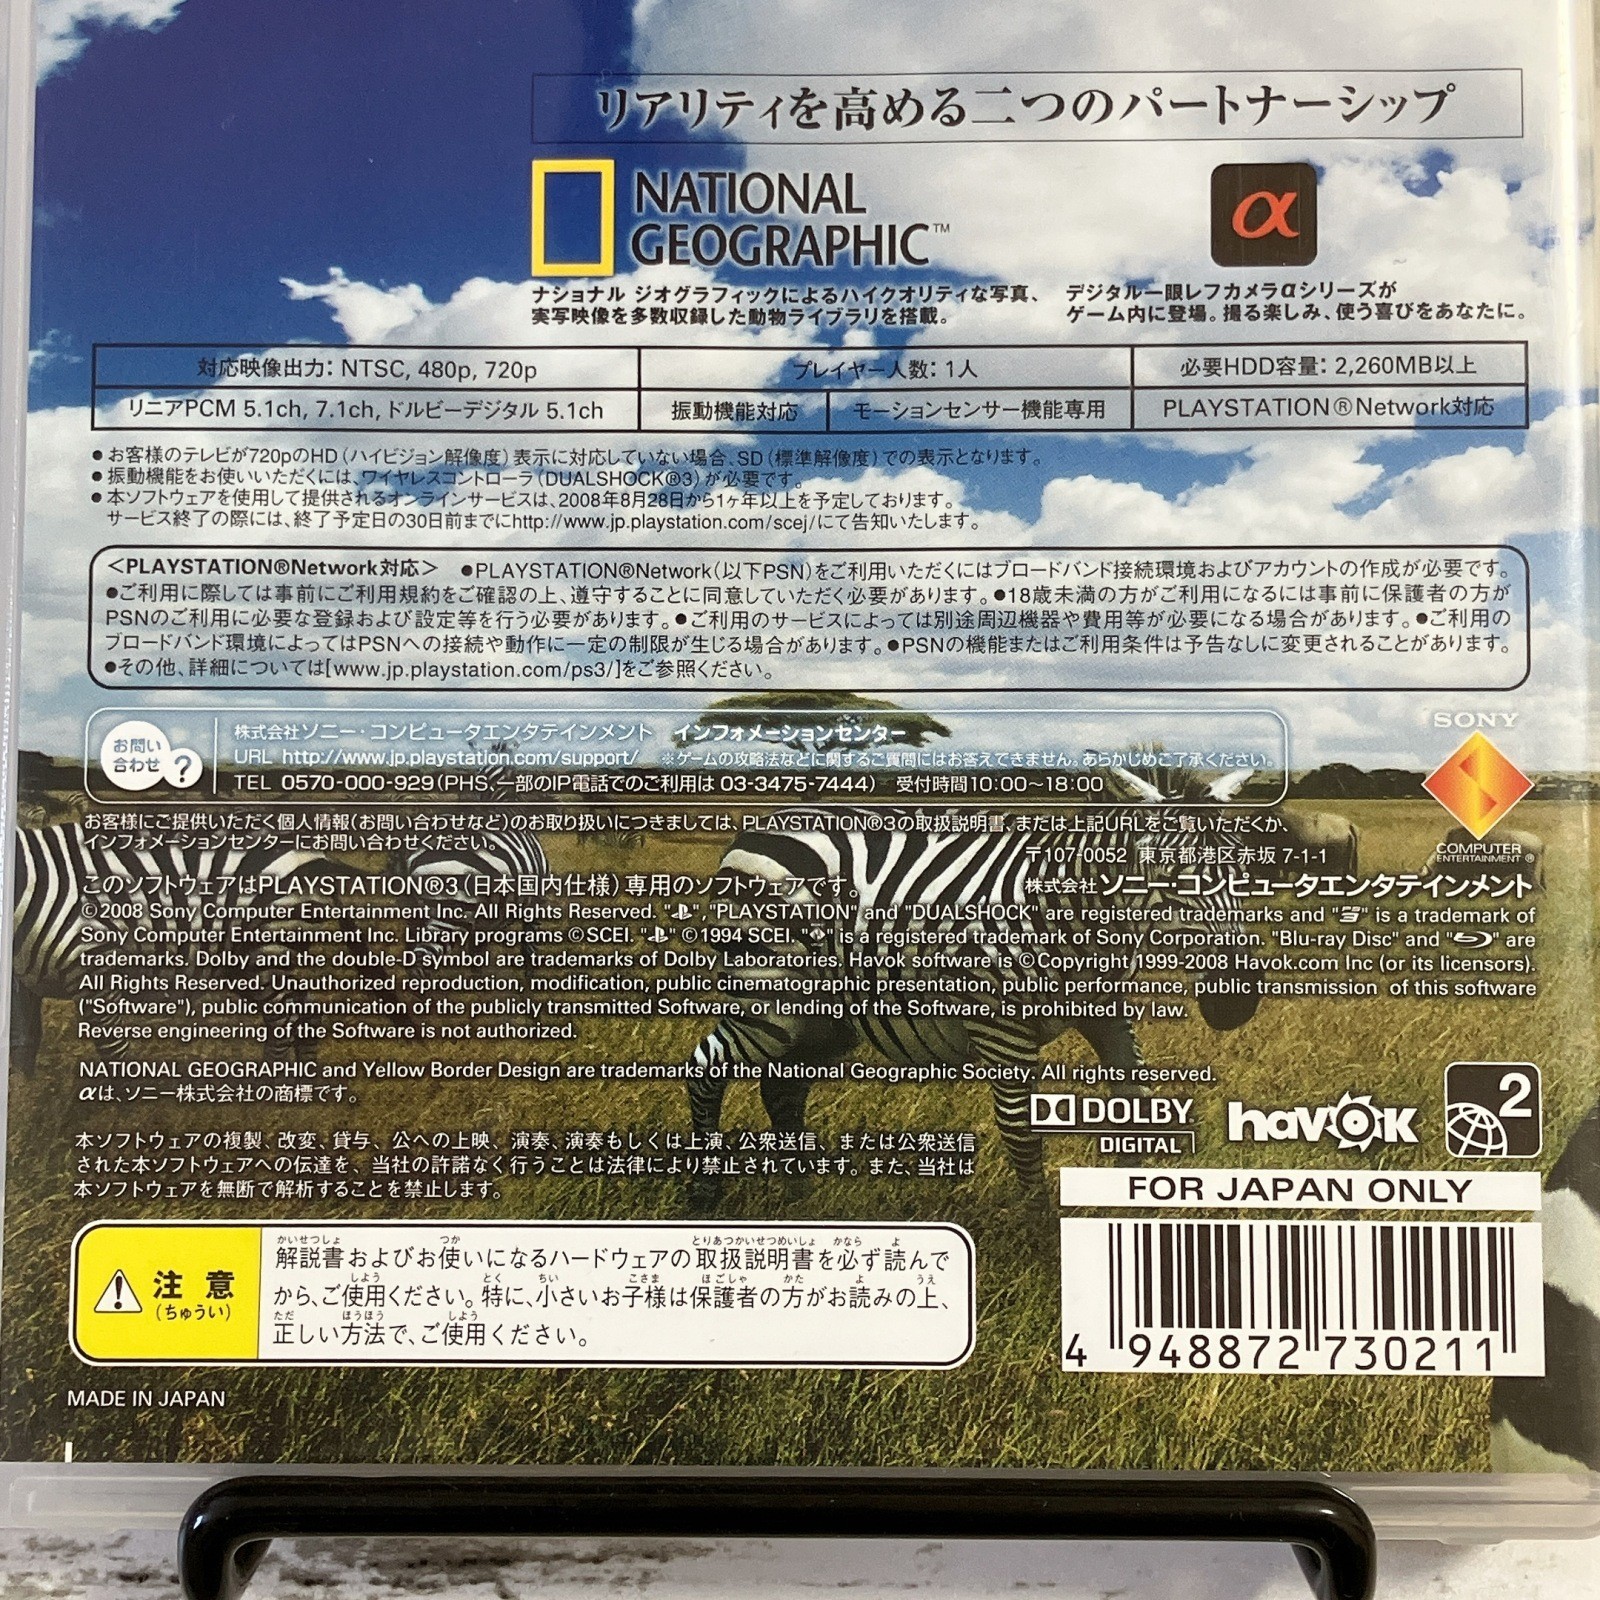 リアリティを高める二つのパートナーシップ
NATIONAL
GEOGRAPHIC™
α
ナショナル ジオグラフィックによるハイクオリティな写真、
実写映像を多数収録した動物ライブラリを搭載。
デジタル一眼レフカメラαシリーズが
ゲーム内に登場。撮る楽しみ、使う喜びをあなたに。
対応映像出力：NTSC, 480p, 720p
プレイヤー人数：1人
必要HDD容量：2,260MB以上
リニアPCM 5.1ch, 7.1ch, ドルビーデジタル 5.1ch
振動機能対応
モーションセンサー機能専用
PLAYSTATION®Network対応
●お客様のテレビが720pのHD（ハイビジョン解像度）表示に対応していない場合、SD（標準解像度）での表示となります。
●振動機能をお使いいただくには、ワイヤレスコントローラ（DUALSHOCK®3）が必要です。
●本ソフトウェアを使用して提供されるオンラインサービスは、2008年8月28日から1ヶ年以上を予定しております。
サービス終了の際には、終了予定日の30日前までにhttp://www.jp.playstation.com/scej/にて告知いたします。
＜PLAYSTATION®Network対応＞ ●PLAYSTATION®Network（以下PSN）をご利用いただくにはブロードバンド接続環境およびアカウントの作成が必要です。
●ご利用に際しては事前にご利用規約をご確認の上、遵守することに同意していただく必要があります。●18歳未満の方がご利用になるには事前に保護者の方が
PSNのご利用に必要な登録および設定等を行う必要があります。●ご利用のサービスによっては別途周辺機器や費用等が必要になる場合があります。●ご利用の
ブロードバンド環境によってはPSNへの接続や動作に一定の制限が生じる場合があります。●PSNの機能またはご利用条件は予告なしに変更されることがあります。
●その他、詳細については[www.jp.playstation.com/ps3/]をご参照ください。
お問い
合わせ ?
株式会社ソニー・コンピュータエンタテインメント インフォメーションセンター
URL http://www.jp.playstation.com/support/ ※ゲームの攻略法などに関するご質問にはお答えできません。あらかじめご了承ください。
TEL 0570-000-929（PHS、一部のIP電話でのご利用は 03-3475-7444） 受付時間10:00～18:00
SONY
COMPUTER
ENTERTAINMENT®
お客様にご提供いただく個人情報（お問い合わせなど）のお取り扱いにつきましては、PLAYSTATION®3の取扱説明書、または上記URLをご覧いただくか、
インフォメーションセンターにお問い合わせください。
〒107-0052 東京都港区赤坂 7-1-1
このソフトウェアはPLAYSTATION®3（日本国内仕様）専用のソフトウェアです。
株式会社 ソニー・コンピュータエンタテインメント
©2008 Sony Computer Entertainment Inc. All Rights Reserved. "", "PLAYSTATION" and "DUALSHOCK" are registered trademarks and "" is a trademark of
Sony Computer Entertainment Inc. Library programs ©SCEI. "" ©1994 SCEI. "" is a registered trademark of Sony Corporation. "Blu-ray Disc" and "" are
trademarks. Dolby and the double-D symbol are trademarks of Dolby Laboratories. Havok software is ©Copyright 1999-2008 Havok.com Inc (or its licensors).
All Rights Reserved. Unauthorized reproduction, modification, public cinematographic presentation, public performance, public transmission of this software
("Software"), public communication of the publicly transmitted Software, or lending of the Software, is prohibited by law.
Reverse engineering of the Software is not authorized.
NATIONAL GEOGRAPHIC and Yellow Border Design are trademarks of the National Geographic Society. All rights reserved.
αは、ソニー株式会社の商標です。
DOLBY
DIGITAL
havok
2
本ソフトウェアの複製、改変、貸与、公への上映、演奏、演奏もしくは上演、公衆送信、または公衆送信
された本ソフトウェアへの伝達を、当社の許諾なく行うことは法律により禁止されています。また、当社は
本ソフトウェアを無断で解析することを禁止します。
FOR JAPAN ONLY
注意
（ちゅうい）
かいせつしょ つか とりあつかいせつめいしょ かなら よ
解説書およびお使いになるハードウェアの取扱説明書を必ず読んで
しよう とく ちい こさま ほごしゃ かた よ うえ
から、ご使用ください。特に、小さいお子様は保護者の方がお読みの上、
ただ ほうほう しよう
正しい方法で、ご使用ください。
4 948872 730211
MADE IN JAPAN